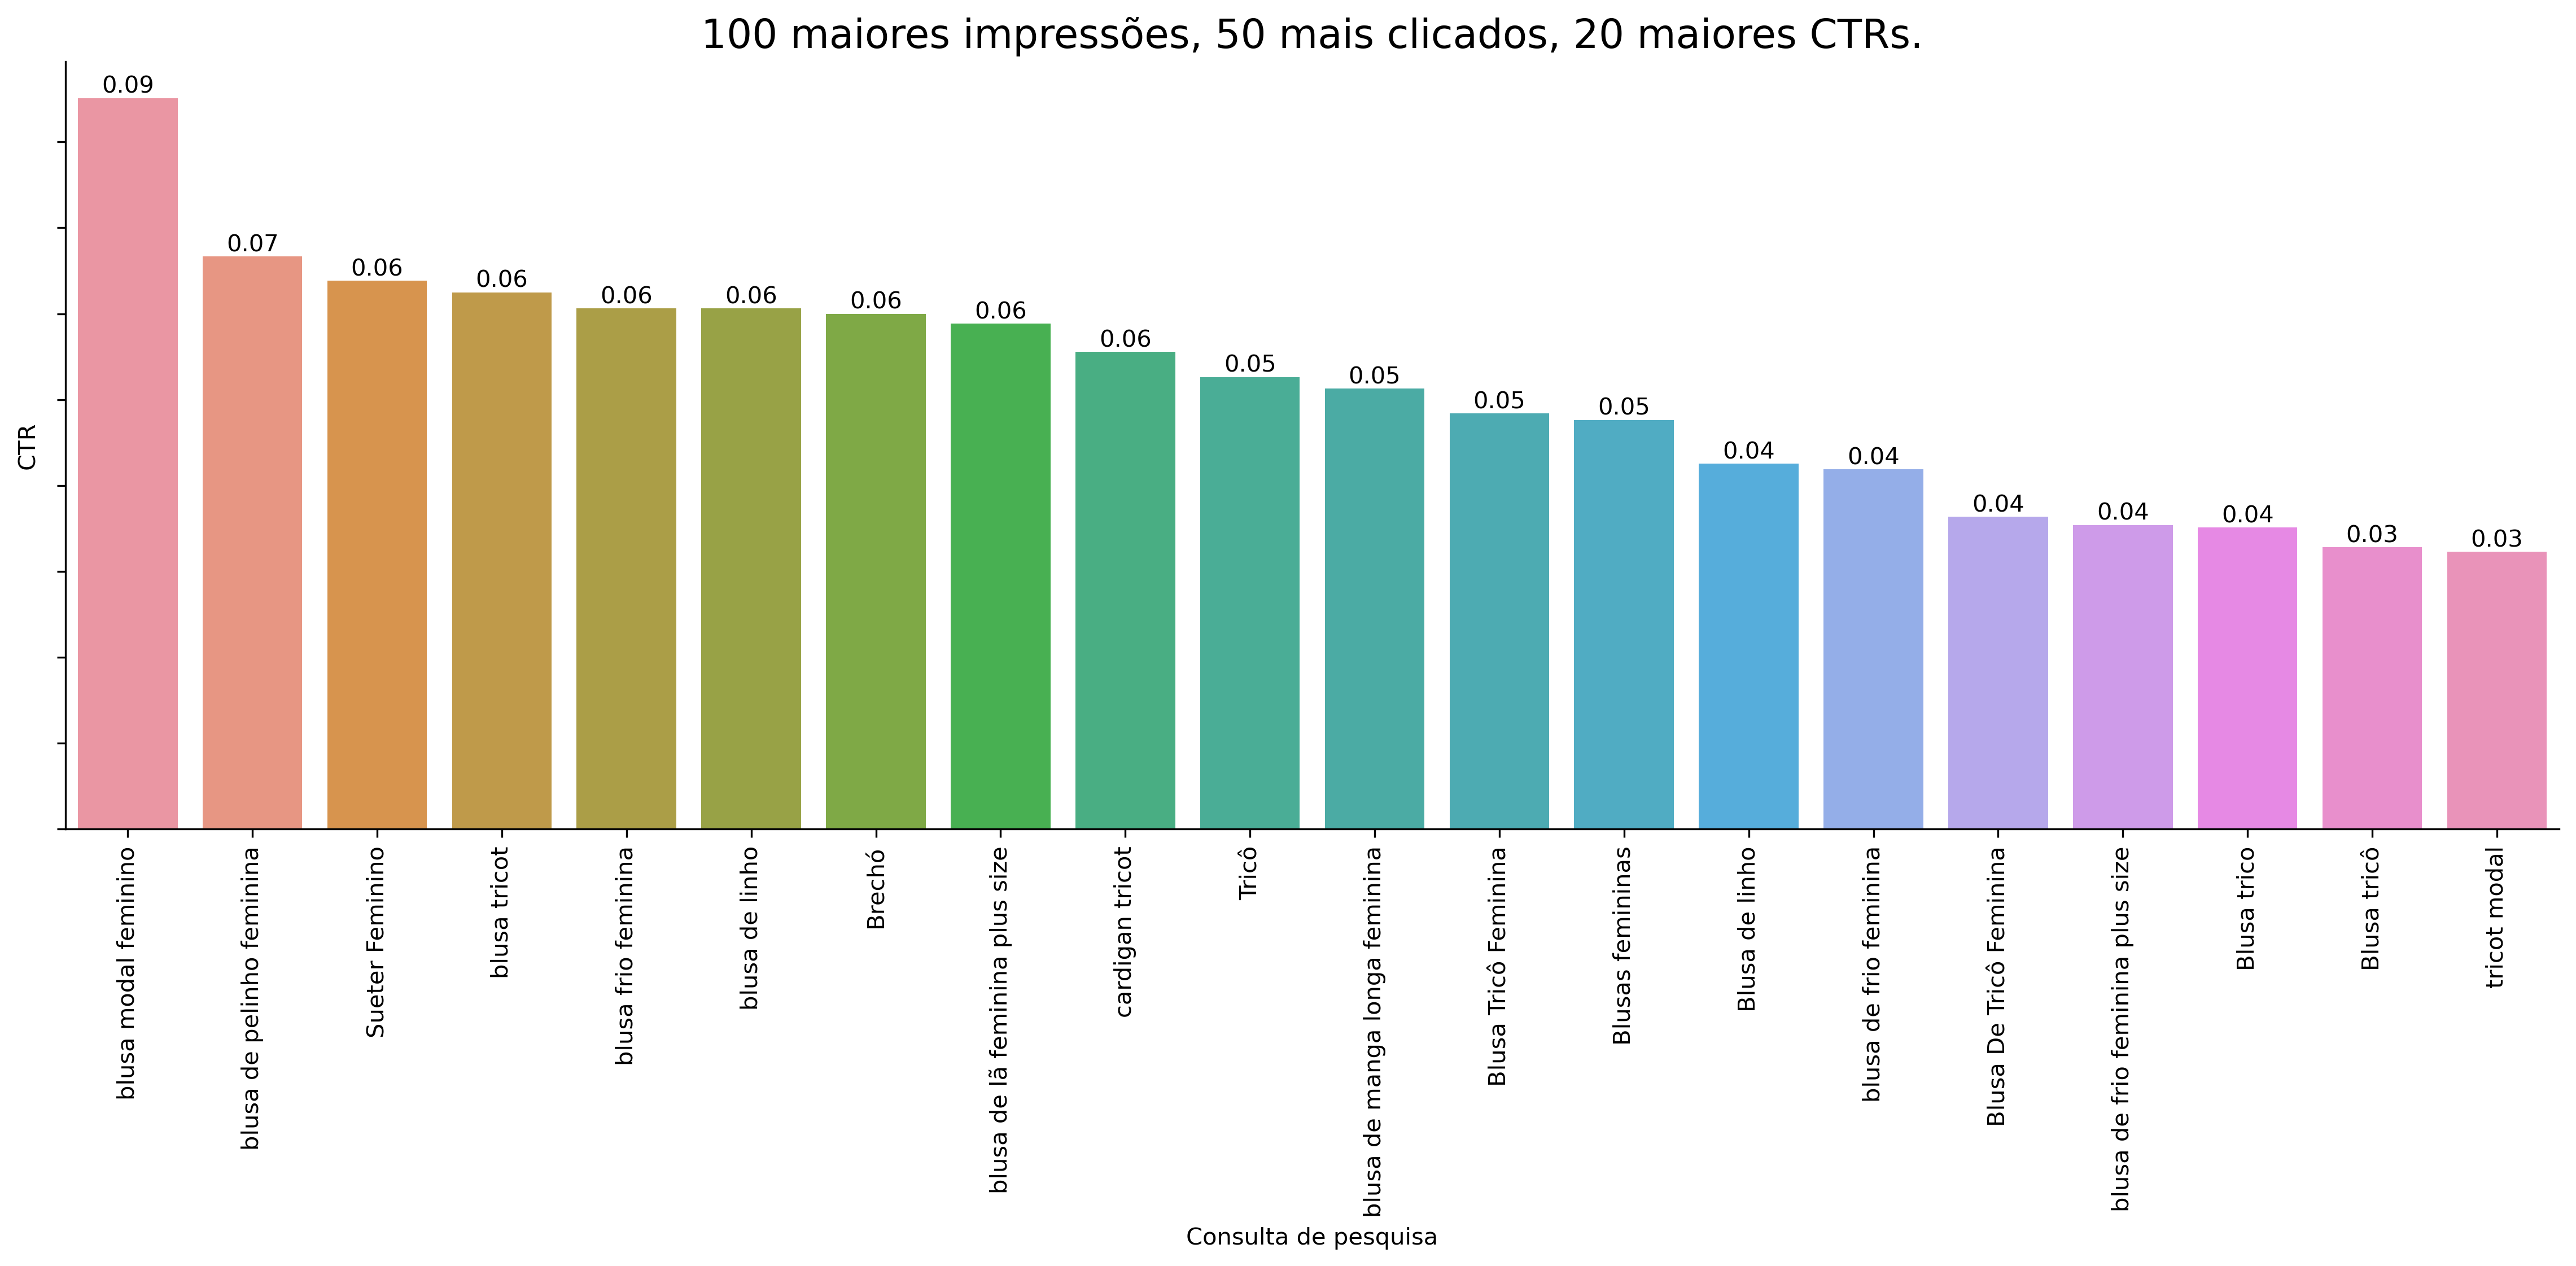 100 maiores impressões, 50 mais clicados, 20 maiores CTRs.
0.09
0.07
0.06
0.06
0.06
0.06
0.06
0.06
0.06
0.05
0.05
0.05
0.05
0.04
0.04
0.04
0.04
0.04
0.03
0.03
CTR
blusa modal feminino
blusa de pelinho feminina
Sueter Feminino
blusa tricot
blusa frio feminina
blusa de linho
Brechó
blusa de lã feminina plus size
cardigan tricot
Tricô
blusa de manga longa feminina
Blusa Tricô Feminina
Blusas femininas
Blusa de linho
blusa de frio feminina
Blusa De Tricô Feminina
blusa de frio feminina plus size
Blusa trico
Blusa tricô
tricot modal
Consulta de pesquisa